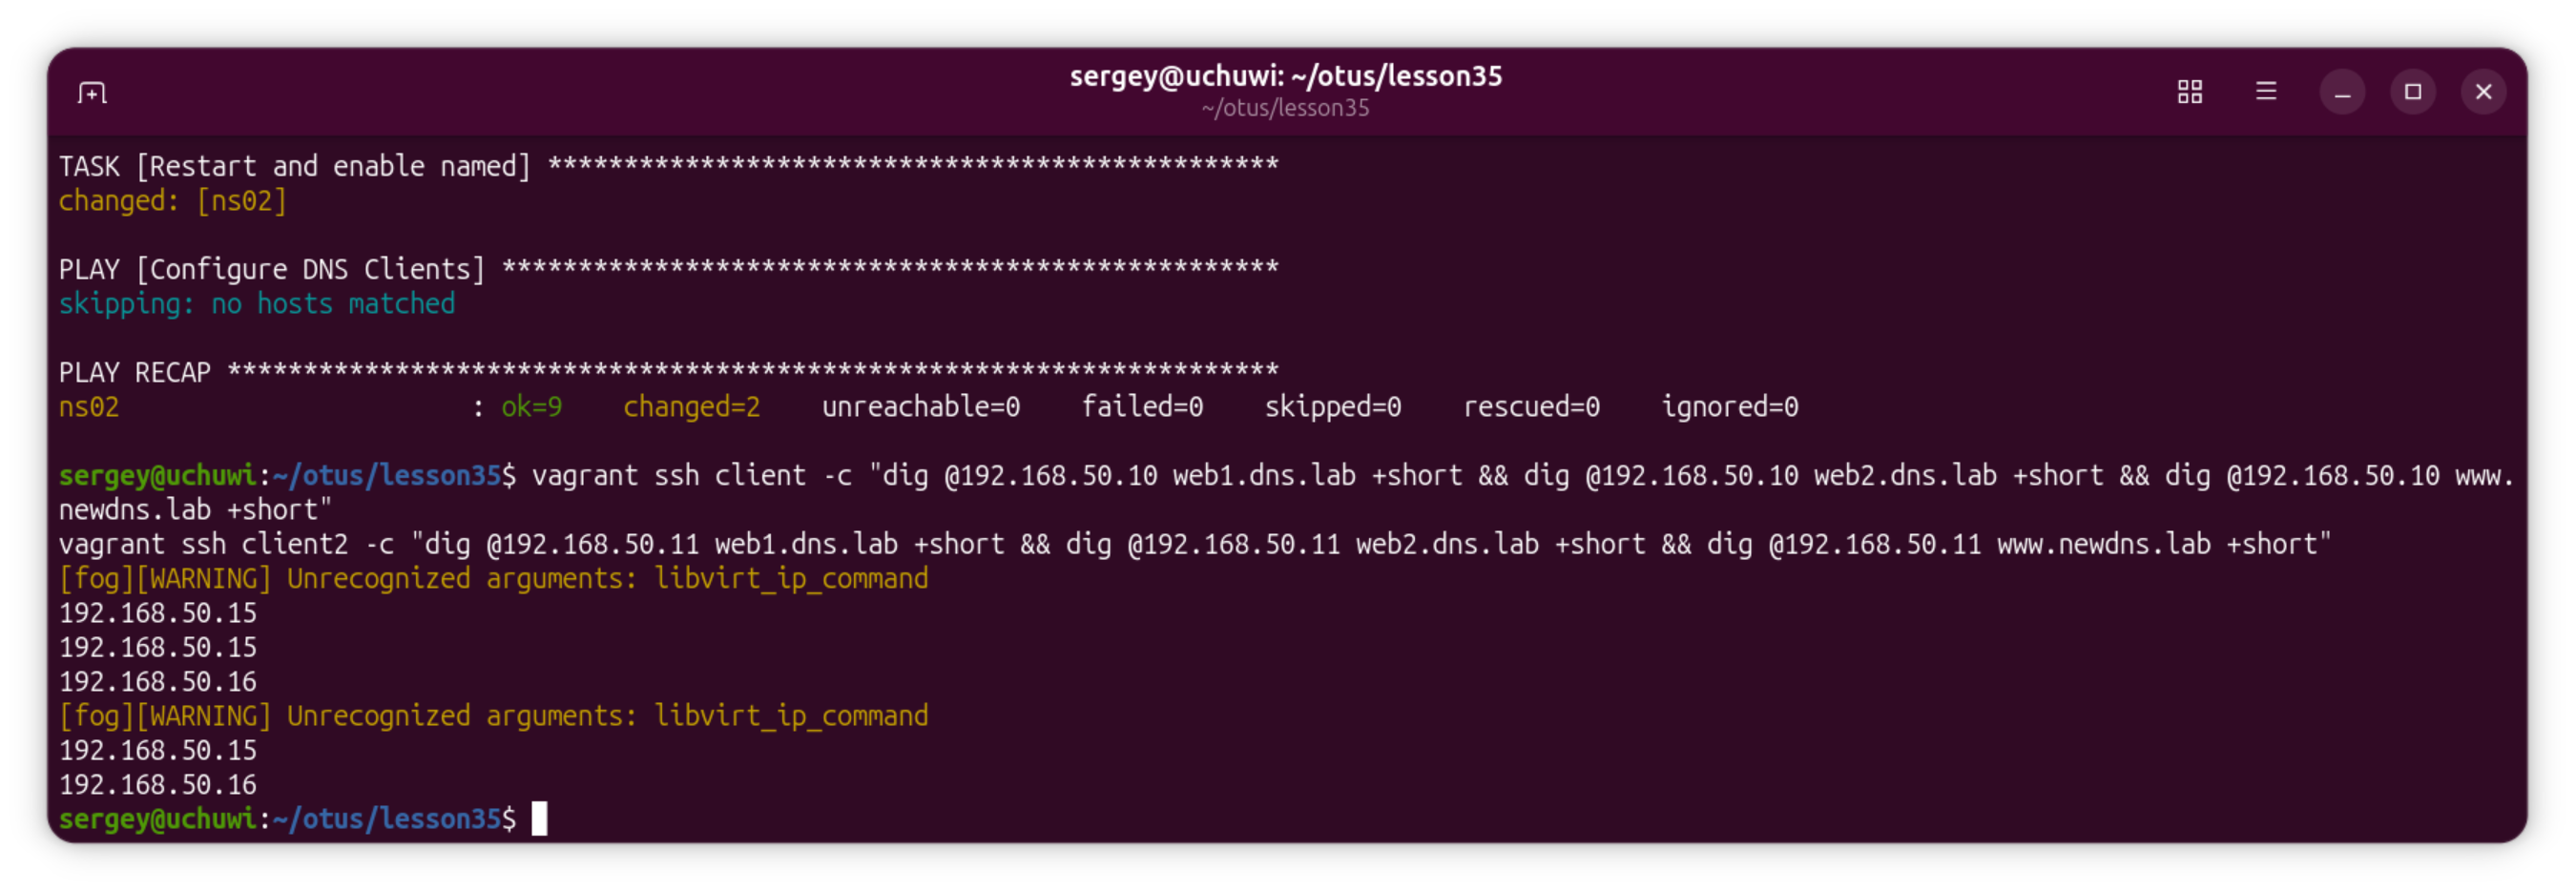 sergey@uchuwi: ~/otus/lesson35
~/otus/lesson35
TASK [Restart and enable named] ************************************************
changed: [ns02]
PLAY [Configure DNS Clients] ***************************************************
skipping: no hosts matched
PLAY RECAP *********************************************************************
ns02                       : ok=9    changed=2    unreachable=0    failed=0    skipped=0    rescued=0    ignored=0
sergey@uchuwi:~/otus/lesson35$ vagrant ssh client -c "dig @192.168.50.10 web1.dns.lab +short && dig @192.168.50.10 web2.dns.lab +short && dig @192.168.50.10 www.
newdns.lab +short"
vagrant ssh client2 -c "dig @192.168.50.11 web1.dns.lab +short && dig @192.168.50.11 web2.dns.lab +short && dig @192.168.50.11 www.newdns.lab +short"
[fog][WARNING] Unrecognized arguments: libvirt_ip_command
192.168.50.15
192.168.50.15
192.168.50.16
[fog][WARNING] Unrecognized arguments: libvirt_ip_command
192.168.50.15
192.168.50.16
sergey@uchuwi:~/otus/lesson35$